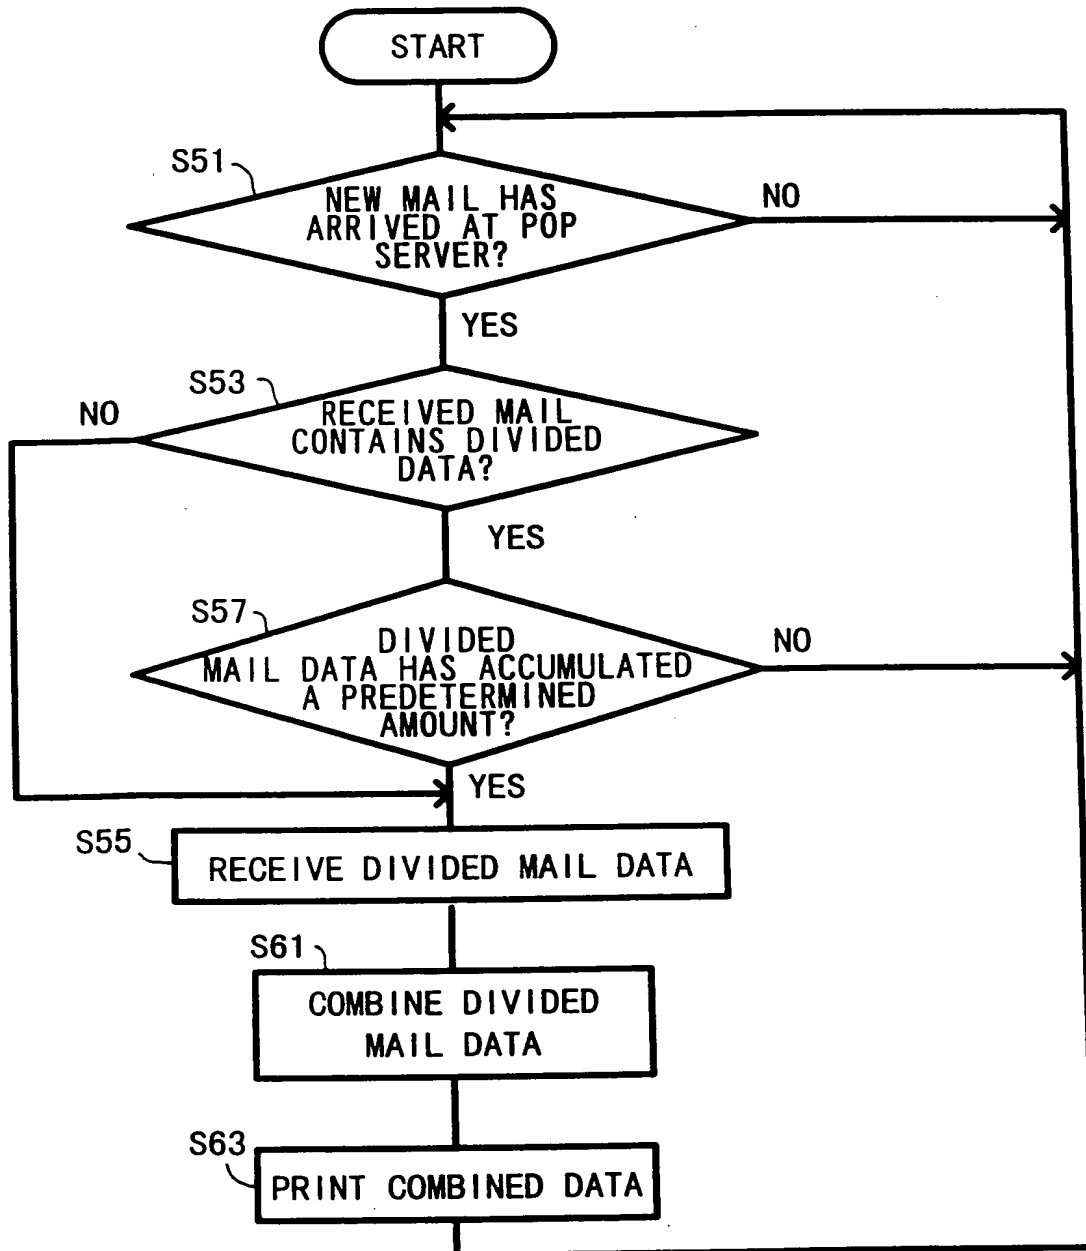 START
S51
NEW MAIL HAS
ARRIVED AT POP
SERVER?
NO
YES
S53
NO
RECEIVED MAIL
CONTAINS DIVIDED
DATA?
YES
S57
DIVIDED
MAIL DATA HAS ACCUMULATED
A PREDETERMINED
AMOUNT?
NO
YES
S55
RECEIVE DIVIDED MAIL DATA
S61
COMBINE DIVIDED
MAIL DATA
S63
PRINT COMBINED DATA